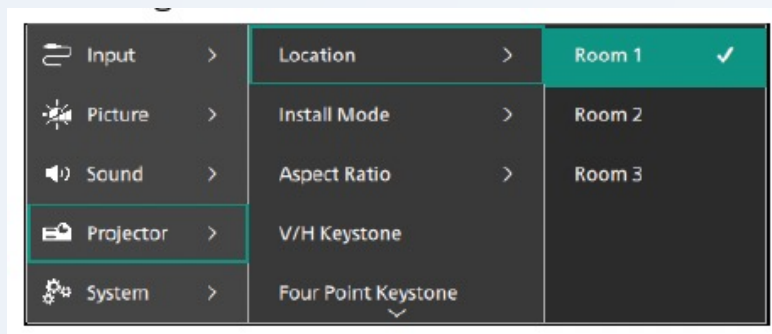 Input > Location > Room 1 ✓
Picture > Install Mode > Room 2
Sound > Aspect Ratio > Room 3
Projector > V/H Keystone
System > Four Point Keystone